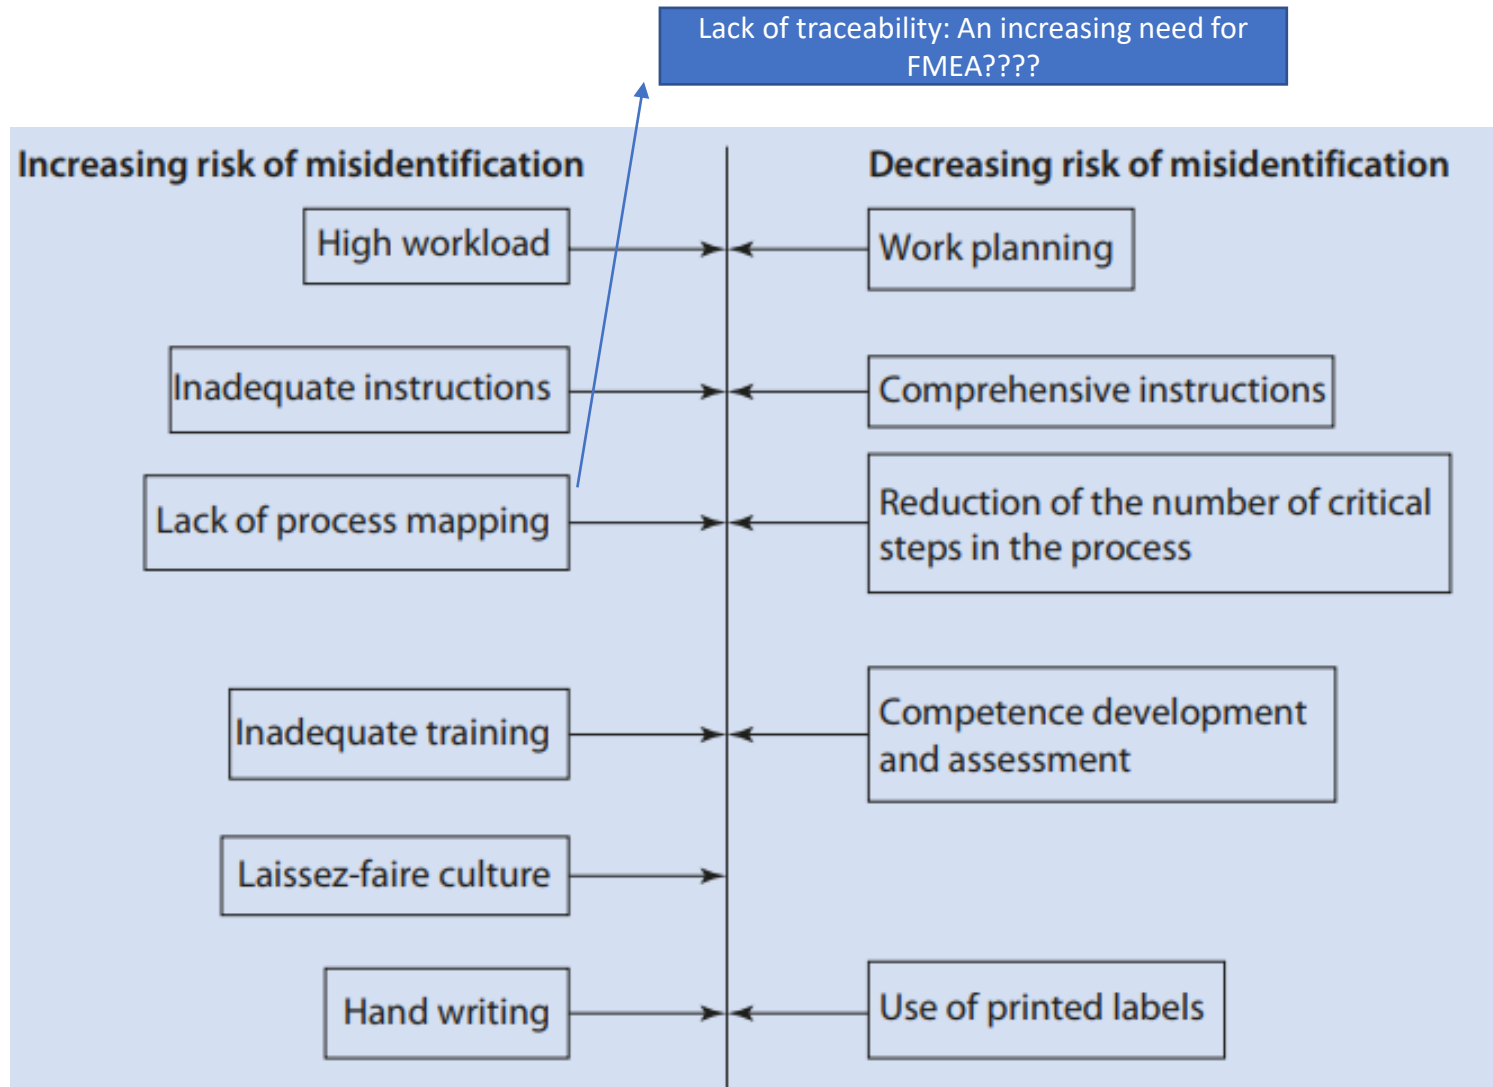 Lack of traceability: An increasing need for
FMEA????
Increasing risk of misidentification
Decreasing risk of misidentification
High workload
Work planning
Inadequate instructions
Comprehensive instructions
Lack of process mapping
Reduction of the number of critical
steps in the process
Inadequate training
Competence development
and assessment
Laissez-faire culture
Hand writing
Use of printed labels